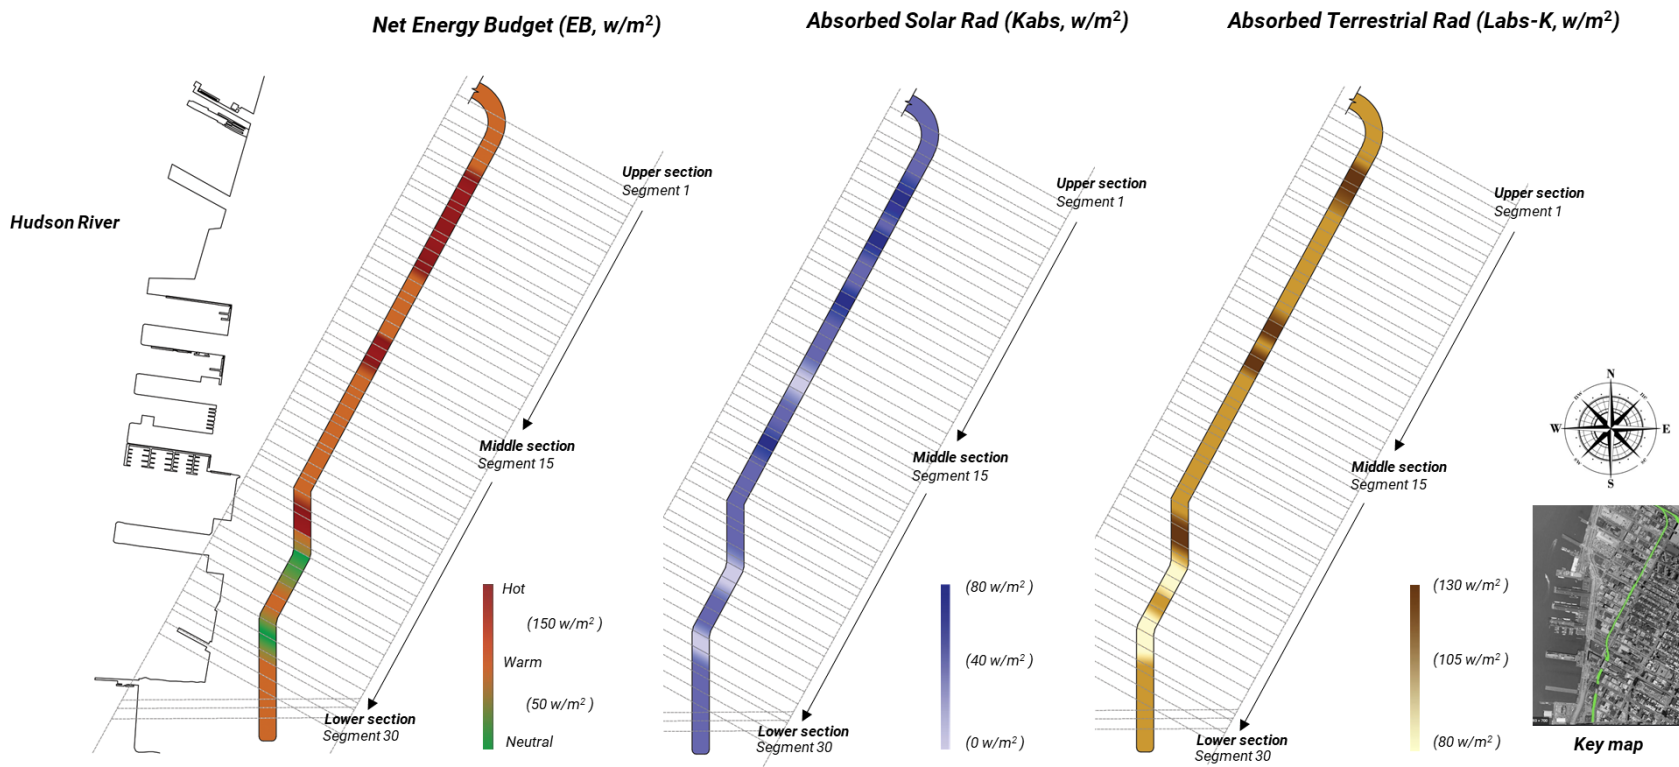 Net Energy Budget (EB, w/m²)
Absorbed Solar Rad (Kabs, w/m²)
Absorbed Terrestrial Rad (Labs-K, w/m²)
Hudson River
Upper section
Segment 1
Middle section
Segment 15
Lower section
Segment 30
Hot
(150 w/m² )
Warm
(50 w/m² )
Neutral
Upper section
Segment 1
Middle section
Segment 15
Lower section
Segment 30
(80 w/m² )
(40 w/m² )
(0 w/m² )
Upper section
Segment 1
Middle section
Segment 15
Lower section
Segment 30
(130 w/m² )
(105 w/m² )
(80 w/m² )
N
W
E
S
Key map